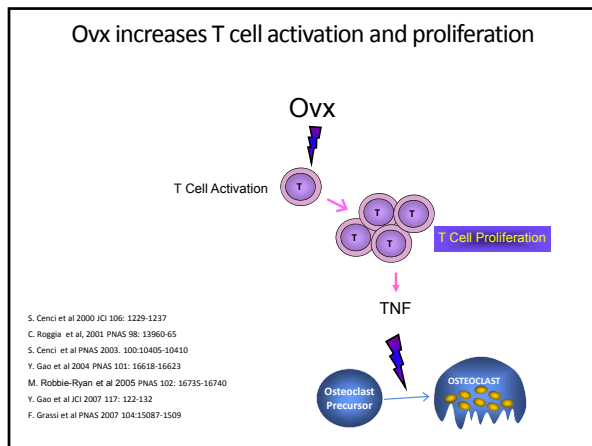 Ovx increases T cell activation and proliferation
Ovx
T Cell Activation
T
T
T
T
T
T Cell Proliferation
TNF
S. Cenci et al 2000 JCI 106: 1229-1237
C. Roggia et al, 2001 PNAS 98: 13960-65
S. Cenci et al PNAS 2003. 100:10405-10410
Y. Gao et al 2004 PNAS 101: 16618-16623
M. Robbie-Ryan et al 2005 PNAS 102: 16735-16740
Y. Gao et al JCI 2007 117: 122-132
F. Grassi et al PNAS 2007 104:15087-1509
Osteoclast
Precursor
OSTEOCLAST